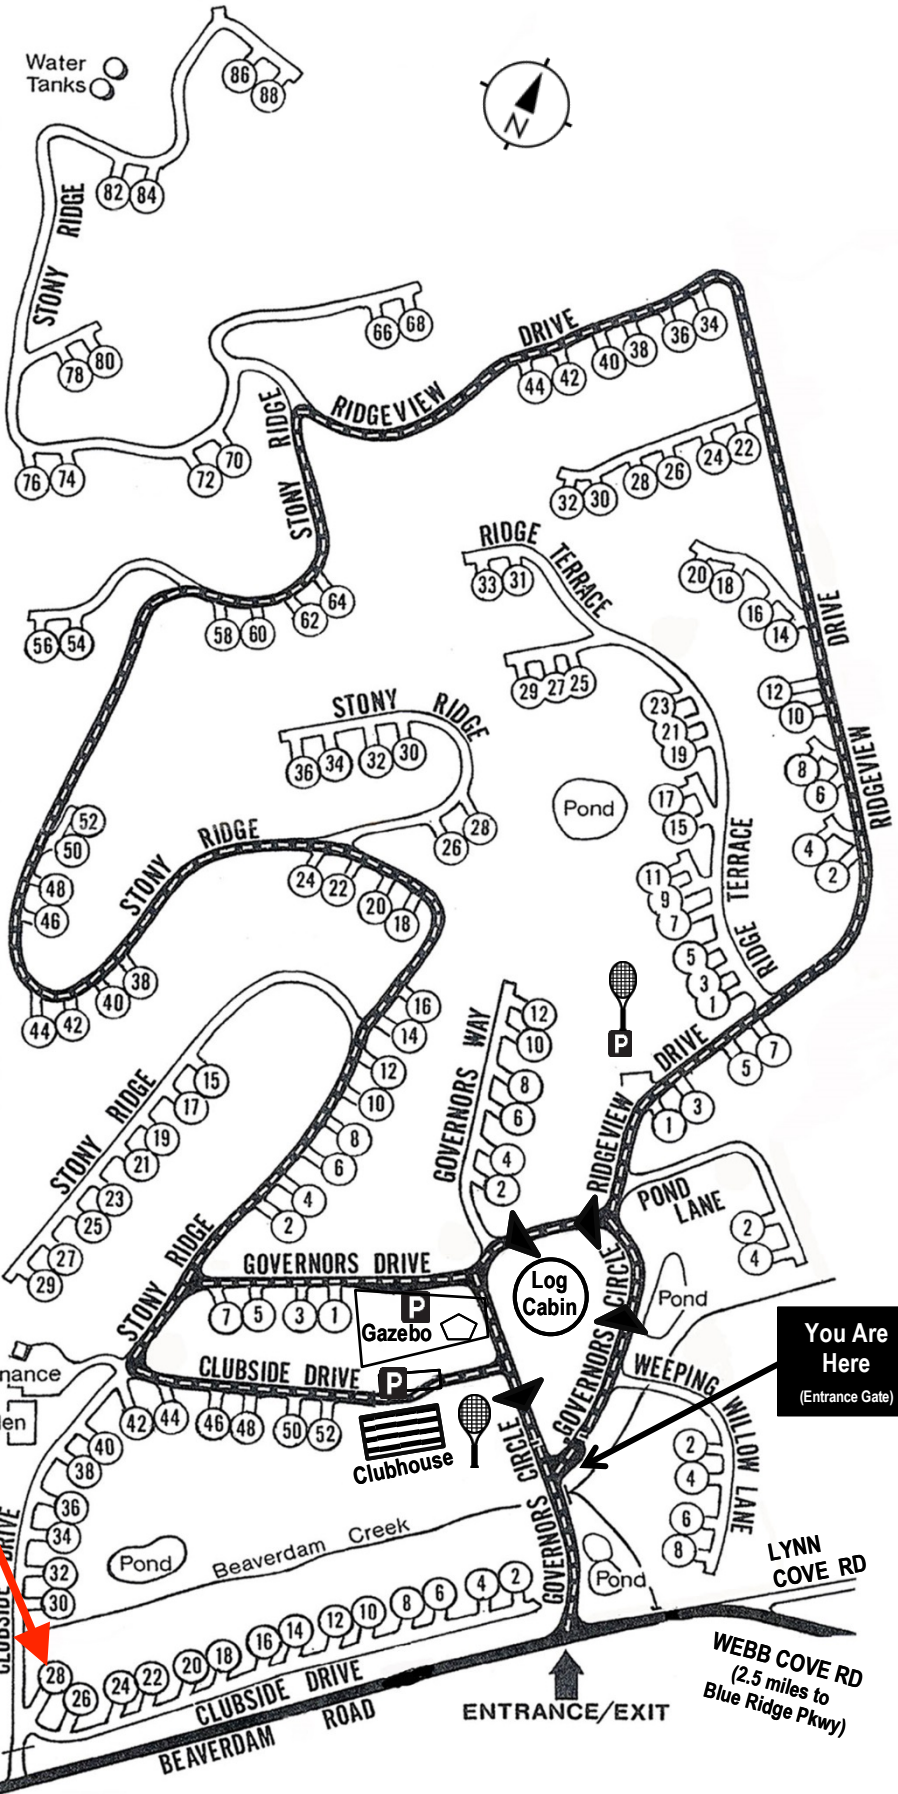 Water
Tanks
86
88
N
82
84
STONY RIDGE
66
68
78
80
DRIVE
36
34
40
38
44
42
RIDGEVIEW
RIDGE
STONY
76
74
72
70
24
22
28
26
32
30
RIDGE TERRACE
33
31
20
18
16
14
DRIVE
56
54
58
60
62
64
29
27
25
23
21
19
12
10
8
6
RIDGEVIEW
STONY RIDGE
36
34
32
30
17
15
Pond
4
2
28
26
52
50
48
46
STONY RIDGE
24
22
20
18
11
9
7
TERRACE
RIDGE
5
3
1
38
40
42
44
16
14
12
10
8
6
4
2
P
DRIVE
7
5
3
1
RIDGEVIEW
GOVERNORS WAY
12
10
8
6
4
2
STONY RIDGE
15
17
19
21
23
25
27
29
POND
LANE
2
4
STONY RIDGE
GOVERNORS DRIVE
7
5
3
1
P
Gazebo
Log
Cabin
GOVERNORS CIRCLE
Pond
You Are
Here
(Entrance Gate)
nance
CLUBSIDE DRIVE
P
WEEPING WILLOW LANE
42
44
46
48
50
52
Clubhouse
GOVERNORS CIRCLE
2
4
6
8
40
38
36
34
32
30
CLUBSIDE DRIVE
Pond
Beaverdam Creek
Pond
LYNN
COVE RD
28
26
24
22
20
18
16
14
12
10
8
6
4
2
CLUBSIDE DRIVE
BEAVERDAM ROAD
ENTRANCE/EXIT
WEBB COVE RD
(2.5 miles to
Blue Ridge Pkwy)